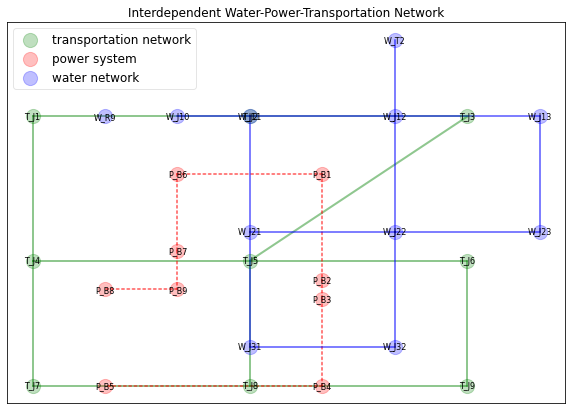 Interdependent Water-Power-Transportation Network
transportation network
power system
water network
W_T2
T_J1
W_R9
W_J10
W_J12
T_J3
W_J13
P_B6
P_B1
W_J21
W_J22
W_J23
P_B7
T_J4
T_J5
T_J6
P_B2
P_B8
P_B9
P_B3
W_J31
W_J32
T_J7
P_B5
T_J8
P_B4
T_J9